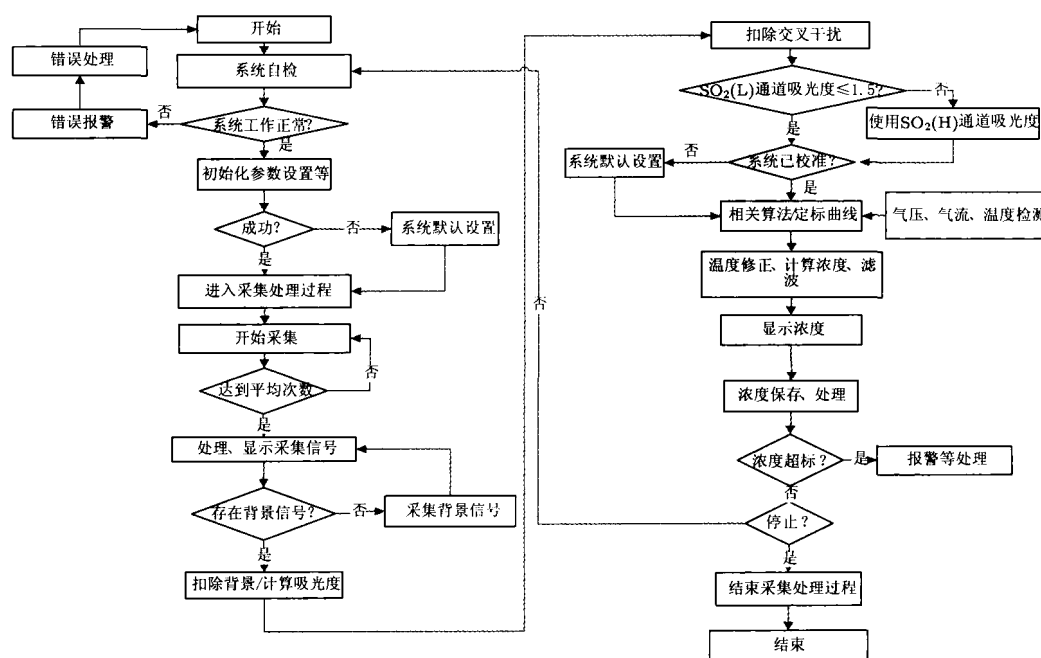 开始
错误处理
系统自检
错误报警
否
系统工作正常?
是
初始化参数设置等
成功?
否
系统默认设置
是
进入采集处理过程
开始采集
否
达到平均次数
是
处理、显示采集信号
存在背景信号?
否
采集背景信号
是
扣除背景/计算吸光度
扣除交叉干扰
SO₂(L)通道吸光度≤1.5?
否
使用SO₂(H)通道吸光度
是
系统默认设置
否
系统已校准?
是
相关算法/定标曲线
气压、气流、温度检测
温度修正、计算浓度、滤
波
否
显示浓度
浓度保存、处理
浓度超标?
是
报警等处理
否
停止?
是
结束采集处理过程
结束